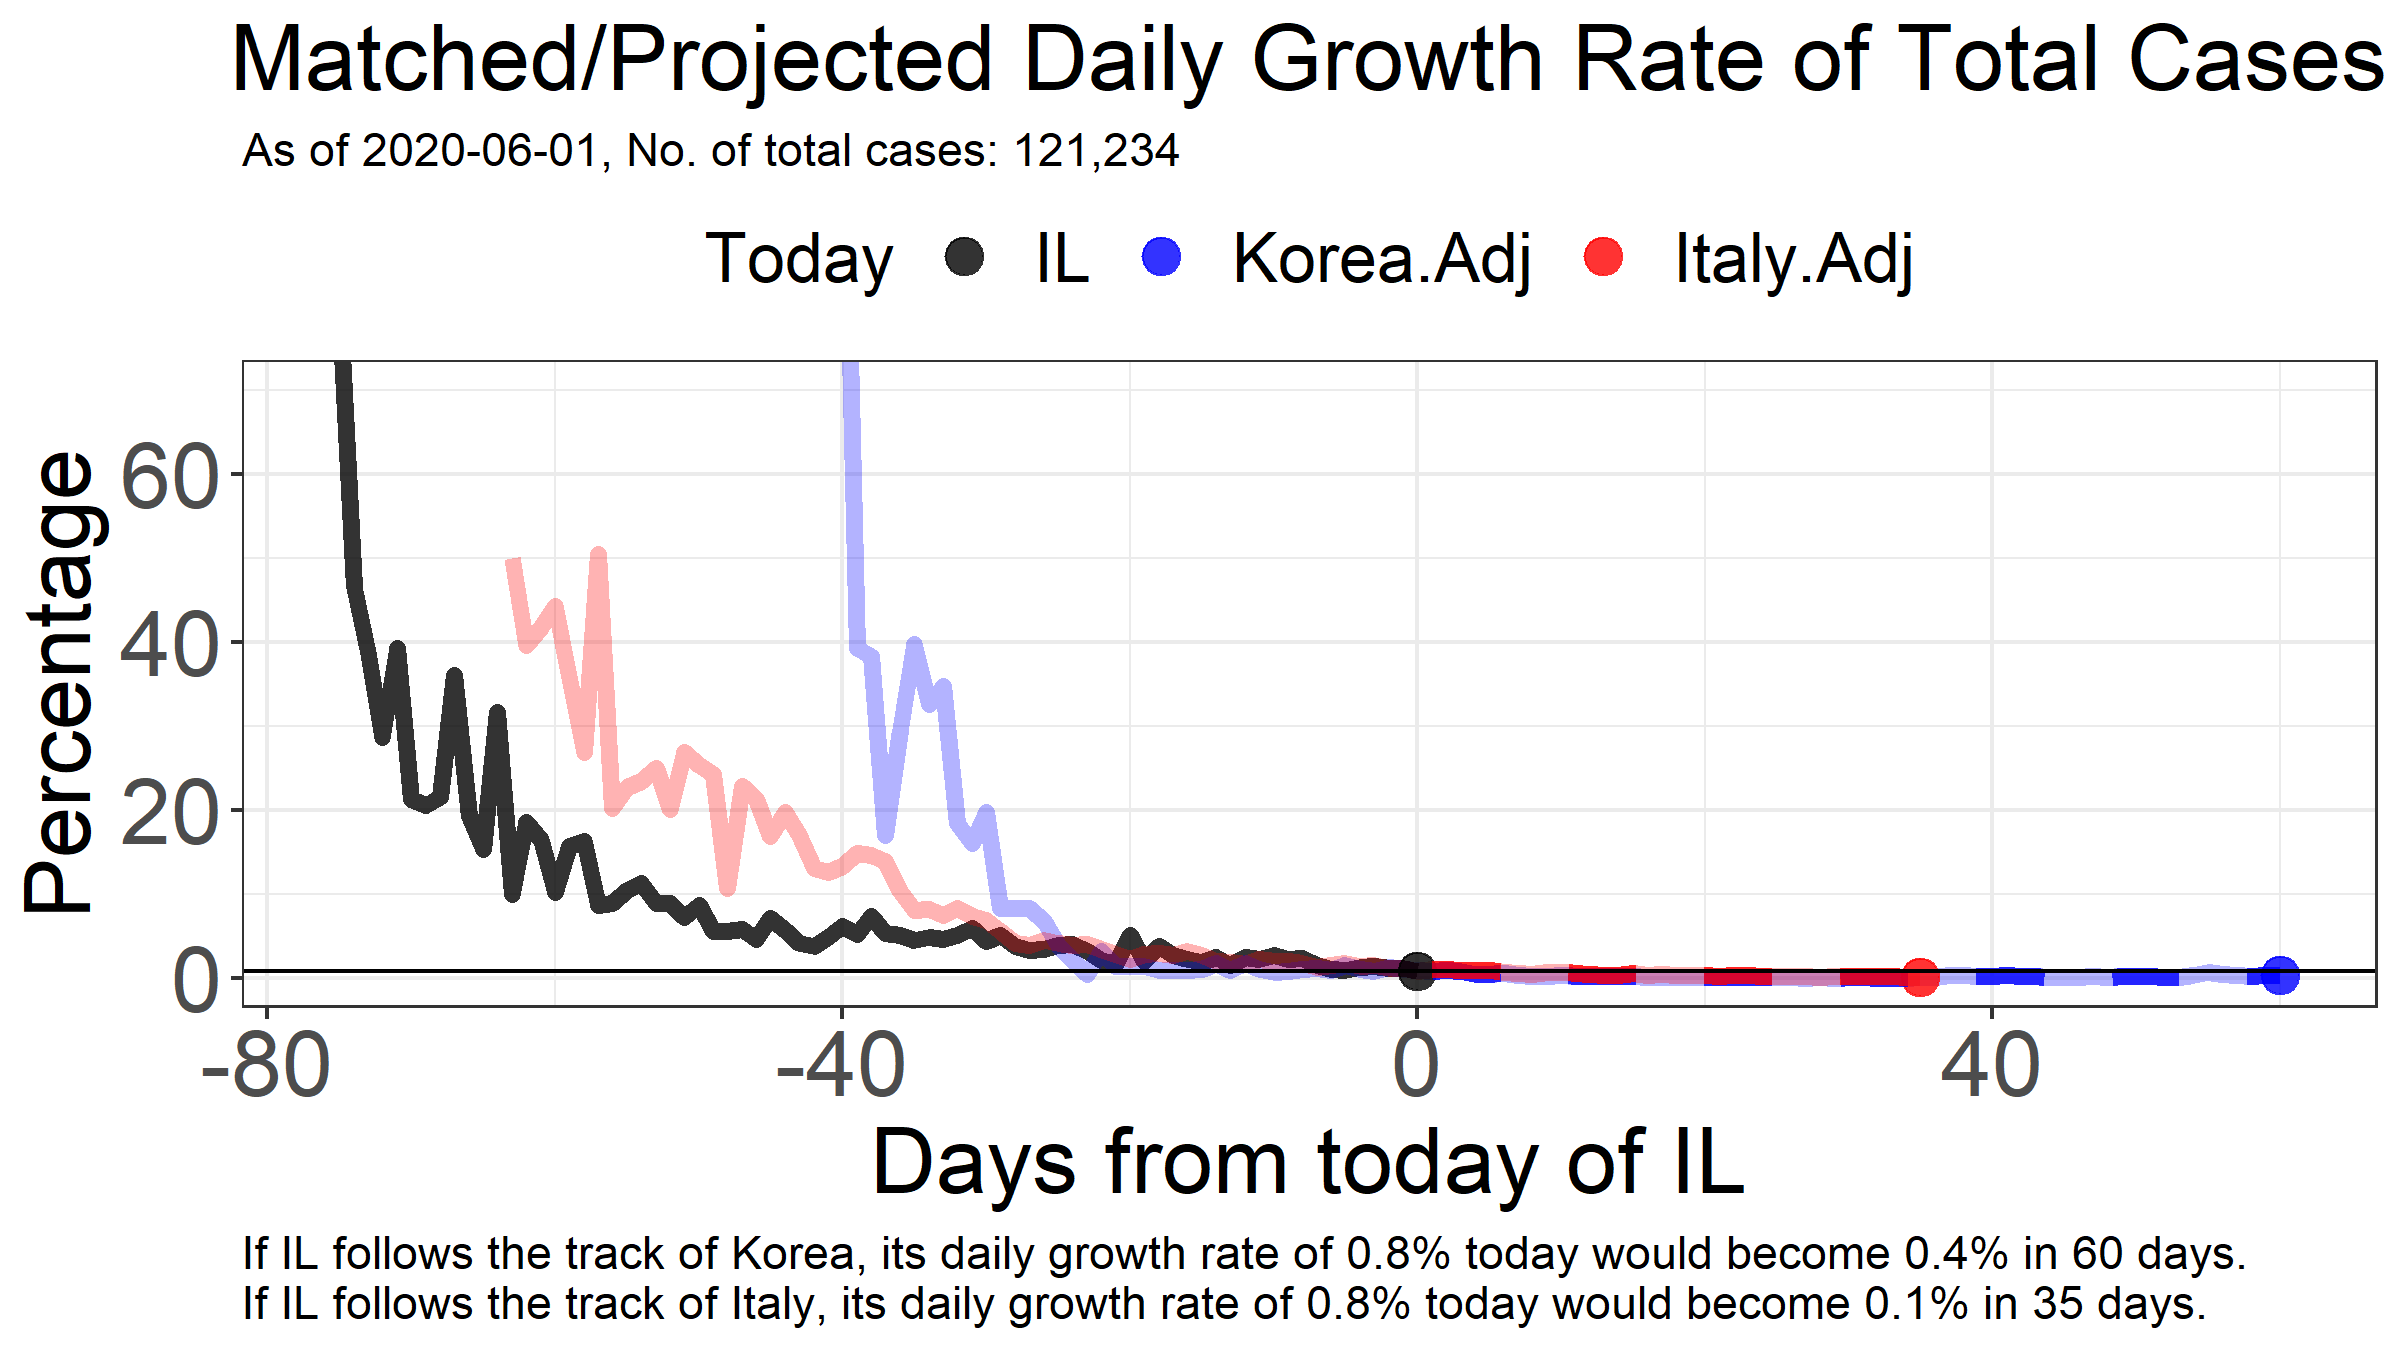 Matched/Projected Daily Growth Rate of Total Cases
As of 2020-06-01, No. of total cases: 121,234
Today IL Korea.Adj Italy.Adj
Percentage
60
40
20
0
-80 -40 0 40
Days from today of IL
If IL follows the track of Korea, its daily growth rate of 0.8% today would become 0.4% in 60 days.
If IL follows the track of Italy, its daily growth rate of 0.8% today would become 0.1% in 35 days.